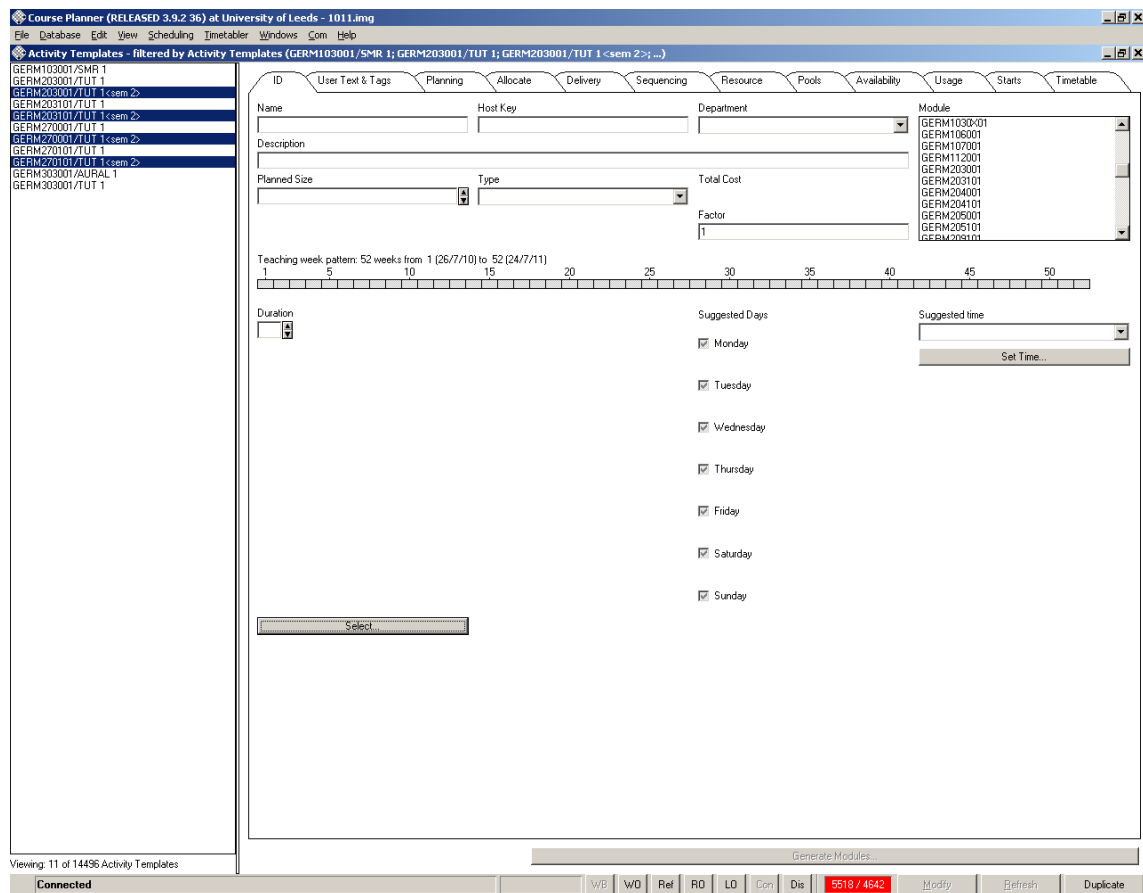 Course Planner (RELEASED 3.9.2 36) at University of Leeds - 1011.img
File Database Edit View Scheduling Timetabler Windows Com Help
Activity Templates - filtered by Activity Templates (GERM103001/SMR 1; GERM203001/TUT 1; GERM203001/TUT 1<sem 2>; ...)
GERM103001/SMR 1
GERM203001/TUT 1
GERM203001/TUT 1<sem 2>
GERM203101/TUT 1
GERM203101/TUT 1<sem 2>
GERM270001/TUT 1
GERM270001/TUT 1<sem 2>
GERM270101/TUT 1
GERM270101/TUT 1<sem 2>
GERM303001/AURAL 1
GERM303001/TUT 1
Viewing: 11 of 14496 Activity Templates
ID User Text & Tags Planning Allocate Delivery Sequencing Resource Pools Availability Usage Starts Timetable
Name Host Key Department Module
Description
Planned Size Type Total Cost
Factor
1
GERM1030X01
GERM106001
GERM107001
GERM112001
GERM203001
GERM203101
GERM204001
GERM204101
GERM205001
GERM205101
GERM209101
Teaching week pattern: 52 weeks from 1 (26/7/10) to 52 (24/7/11)
1 5 10 15 20 25 30 35 40 45 50
Duration Suggested Days Suggested time
Set Time...
Monday
Tuesday
Wednesday
Thursday
Friday
Saturday
Sunday
Select...
Generate Modules...
Connected WB WO Ref RO LO Con Dis 5518 / 4642 Modify Refresh Duplicate